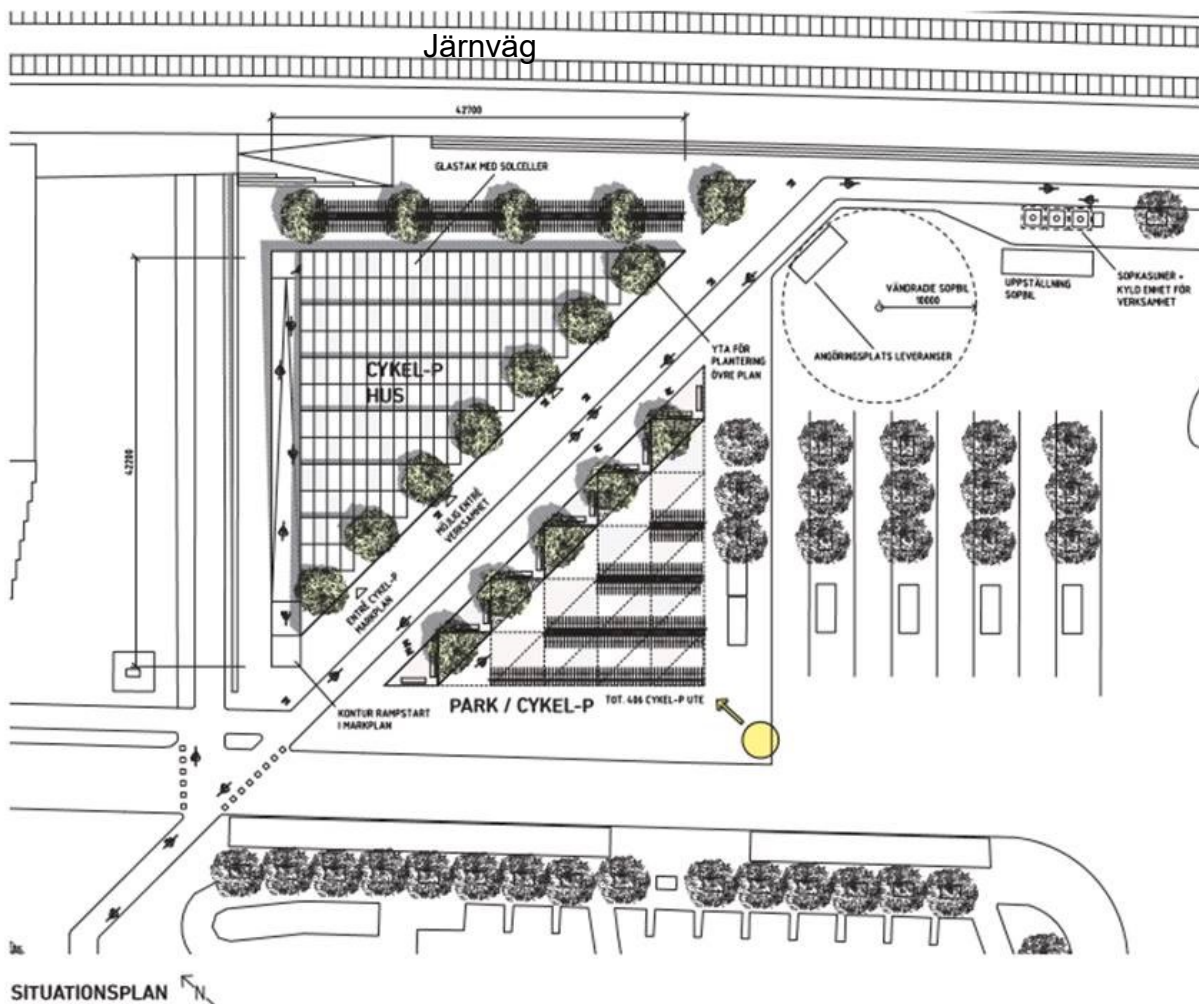 Järnväg
42700
GLASTAK MED SOLCELLER
SOPKASUNER +
KYLD ENHET FÖR
VERKSAMHET
UPPSTÄLLNING
SOPBIL
VÄNDRADIE SOPBIL
10000
ANGÖRINGSPLATS LEVERANSER
YTA FÖR
PLANTERING
ÖVRE PLAN
CYKEL-P
HUS
42200
MÖJLIG ENTRÉ
VERKSAMHET
ENTRÉ CYKEL-P
MARKPLAN
KONTUR RAMPSTART
I MARKPLAN
PARK / CYKEL-P
TOT. 406 CYKEL-P UTE
SITUATIONSPLAN
N